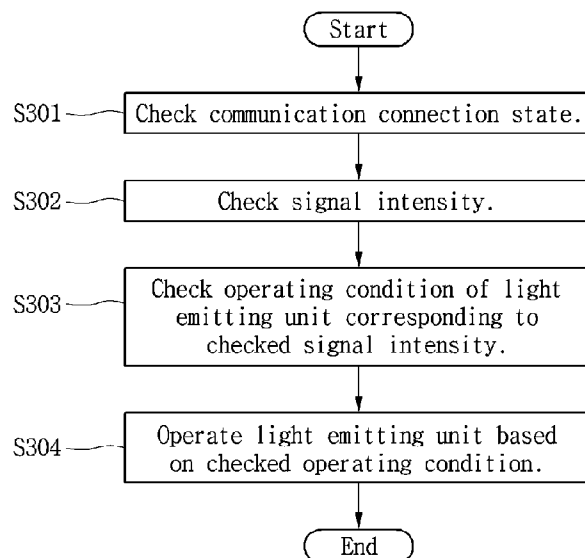 Start
S301
Check communication connection state.
S302
Check signal intensity.
S303
Check operating condition of light
emitting unit corresponding to
checked signal intensity.
S304
Operate light emitting unit based
on checked operating condition.
End